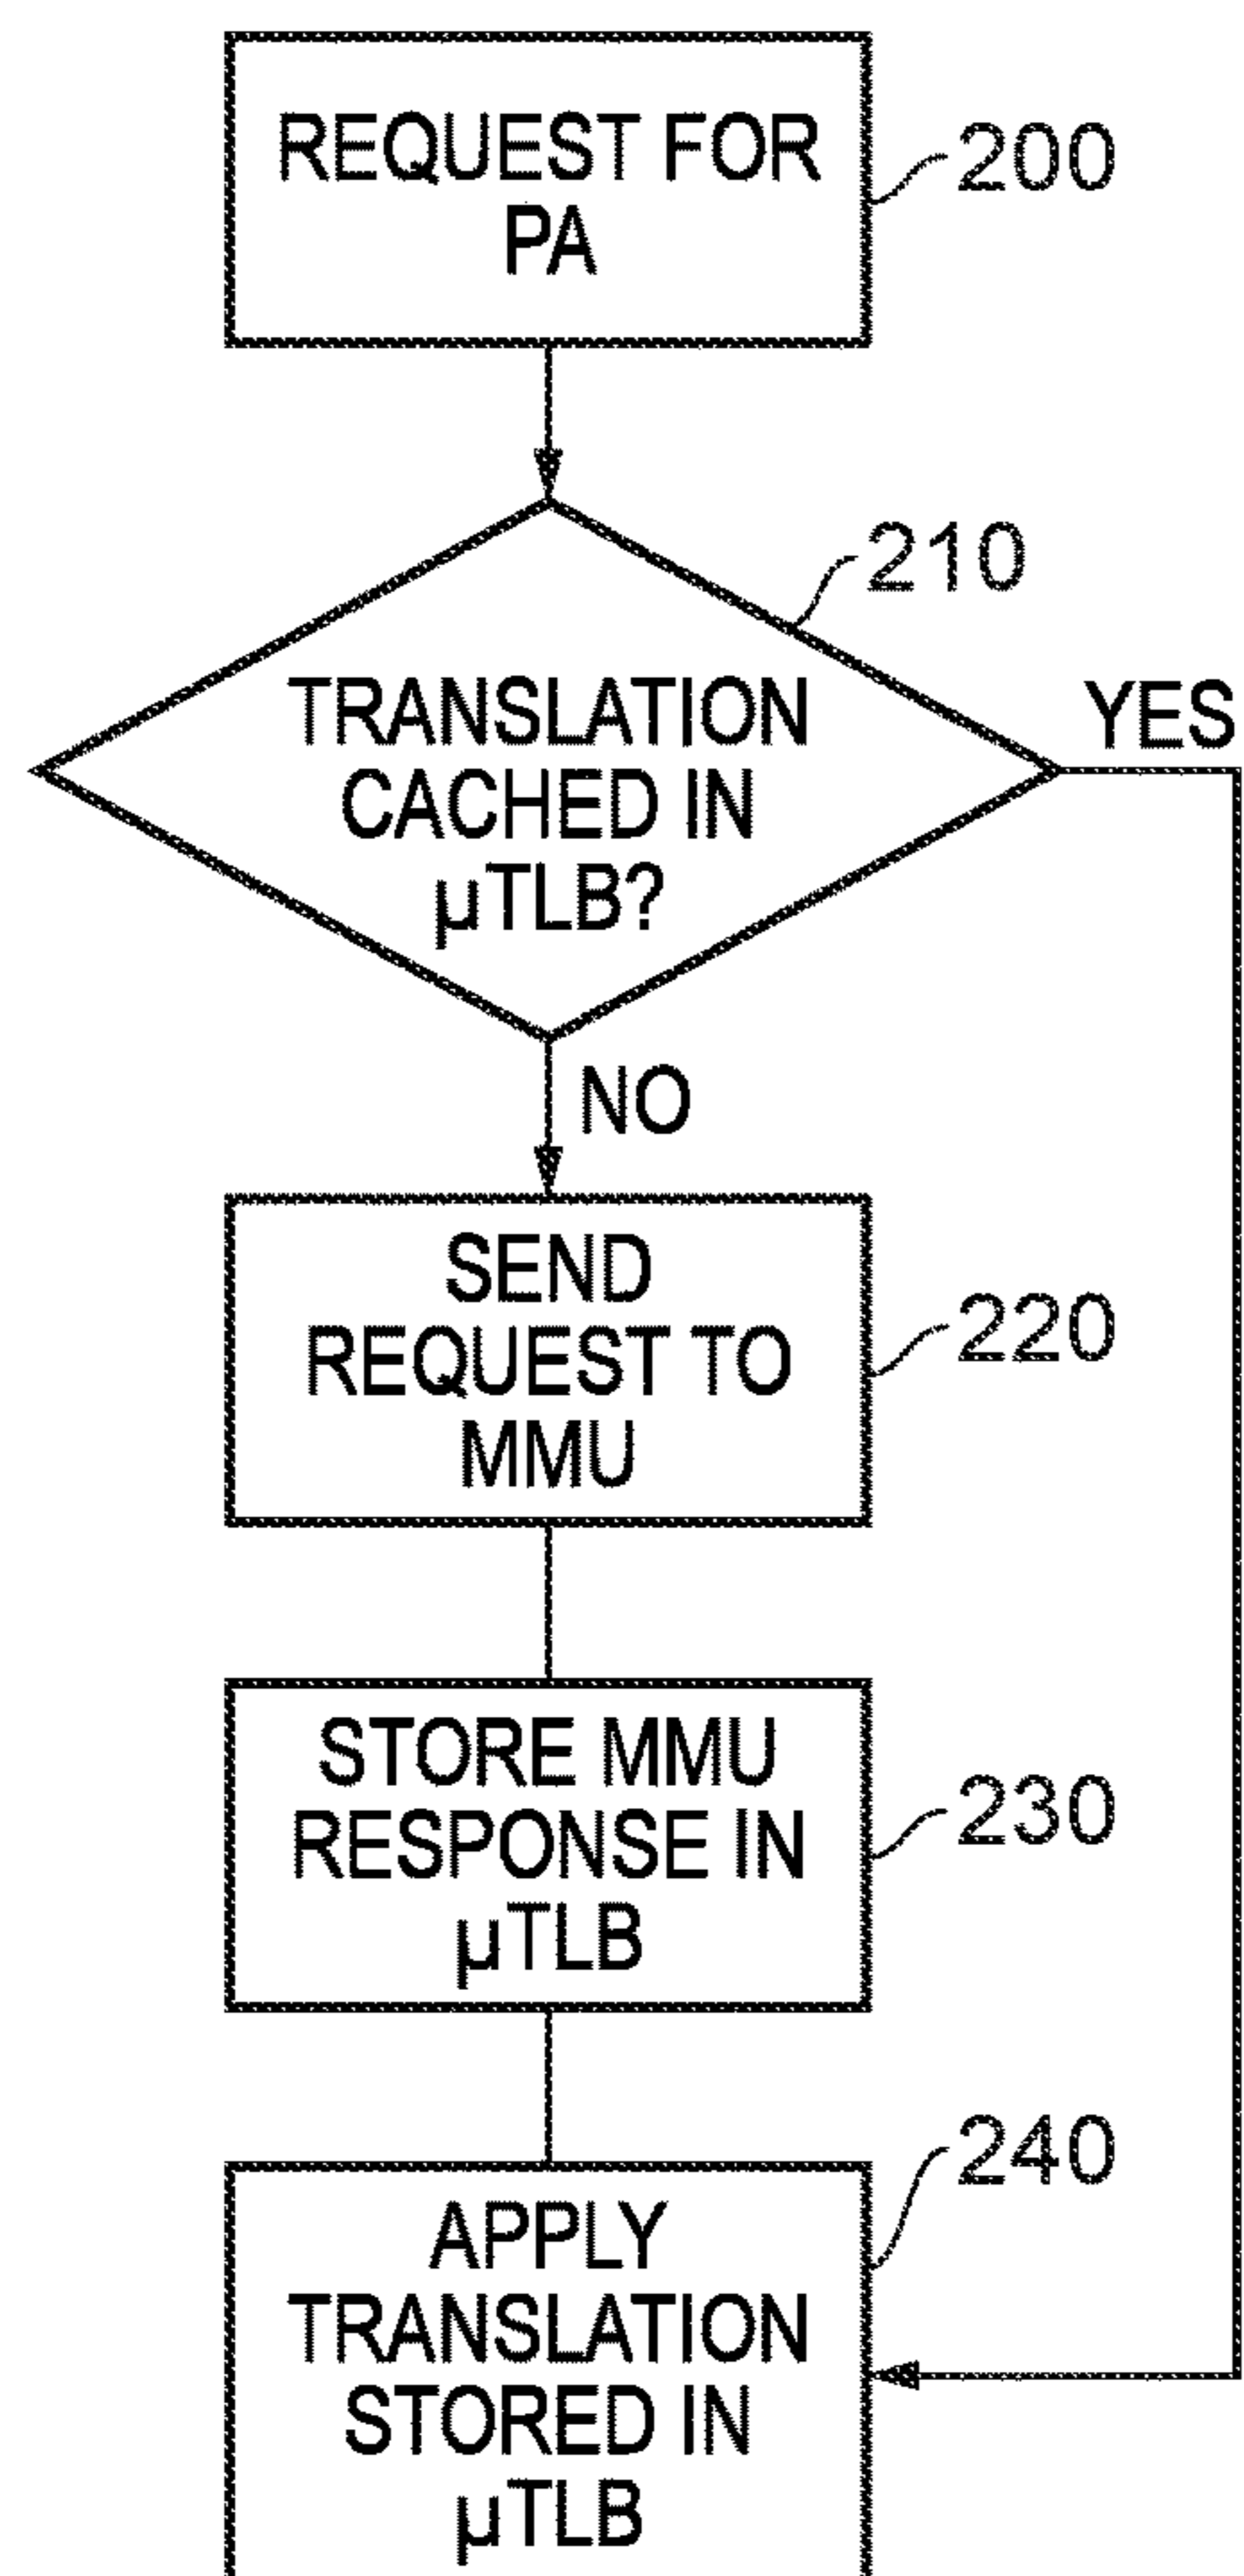 REQUEST FOR
PA
200
210
TRANSLATION
CACHED IN
µTLB?
YES
NO
SEND
REQUEST TO
MMU
220
STORE MMU
RESPONSE IN
µTLB
230
240
APPLY
TRANSLATION
STORED IN
µTLB